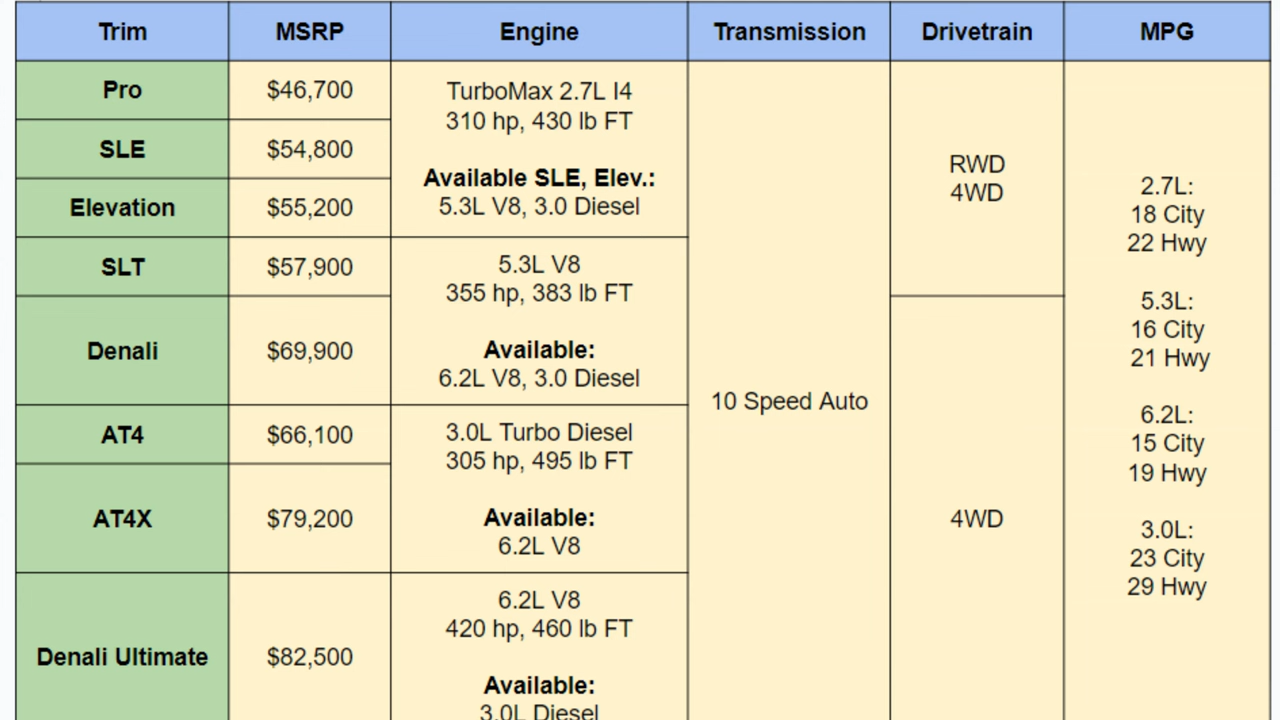 Trim MSRP Engine Transmission Drivetrain MPG
Pro $46,700
SLE $54,800
Elevation $55,200
SLT $57,900
Denali $69,900
AT4 $66,100
AT4X $79,200
Denali Ultimate $82,500
TurboMax 2.7L I4
310 hp, 430 lb FT
Available SLE, Elev.:
5.3L V8, 3.0 Diesel
5.3L V8
355 hp, 383 lb FT
Available:
6.2L V8, 3.0 Diesel
3.0L Turbo Diesel
305 hp, 495 lb FT
Available:
6.2L V8
6.2L V8
420 hp, 460 lb FT
Available:
3.0L Diesel
10 Speed Auto
RWD
4WD
4WD
2.7L:
18 City
22 Hwy
5.3L:
16 City
21 Hwy
6.2L:
15 City
19 Hwy
3.0L:
23 City
29 Hwy